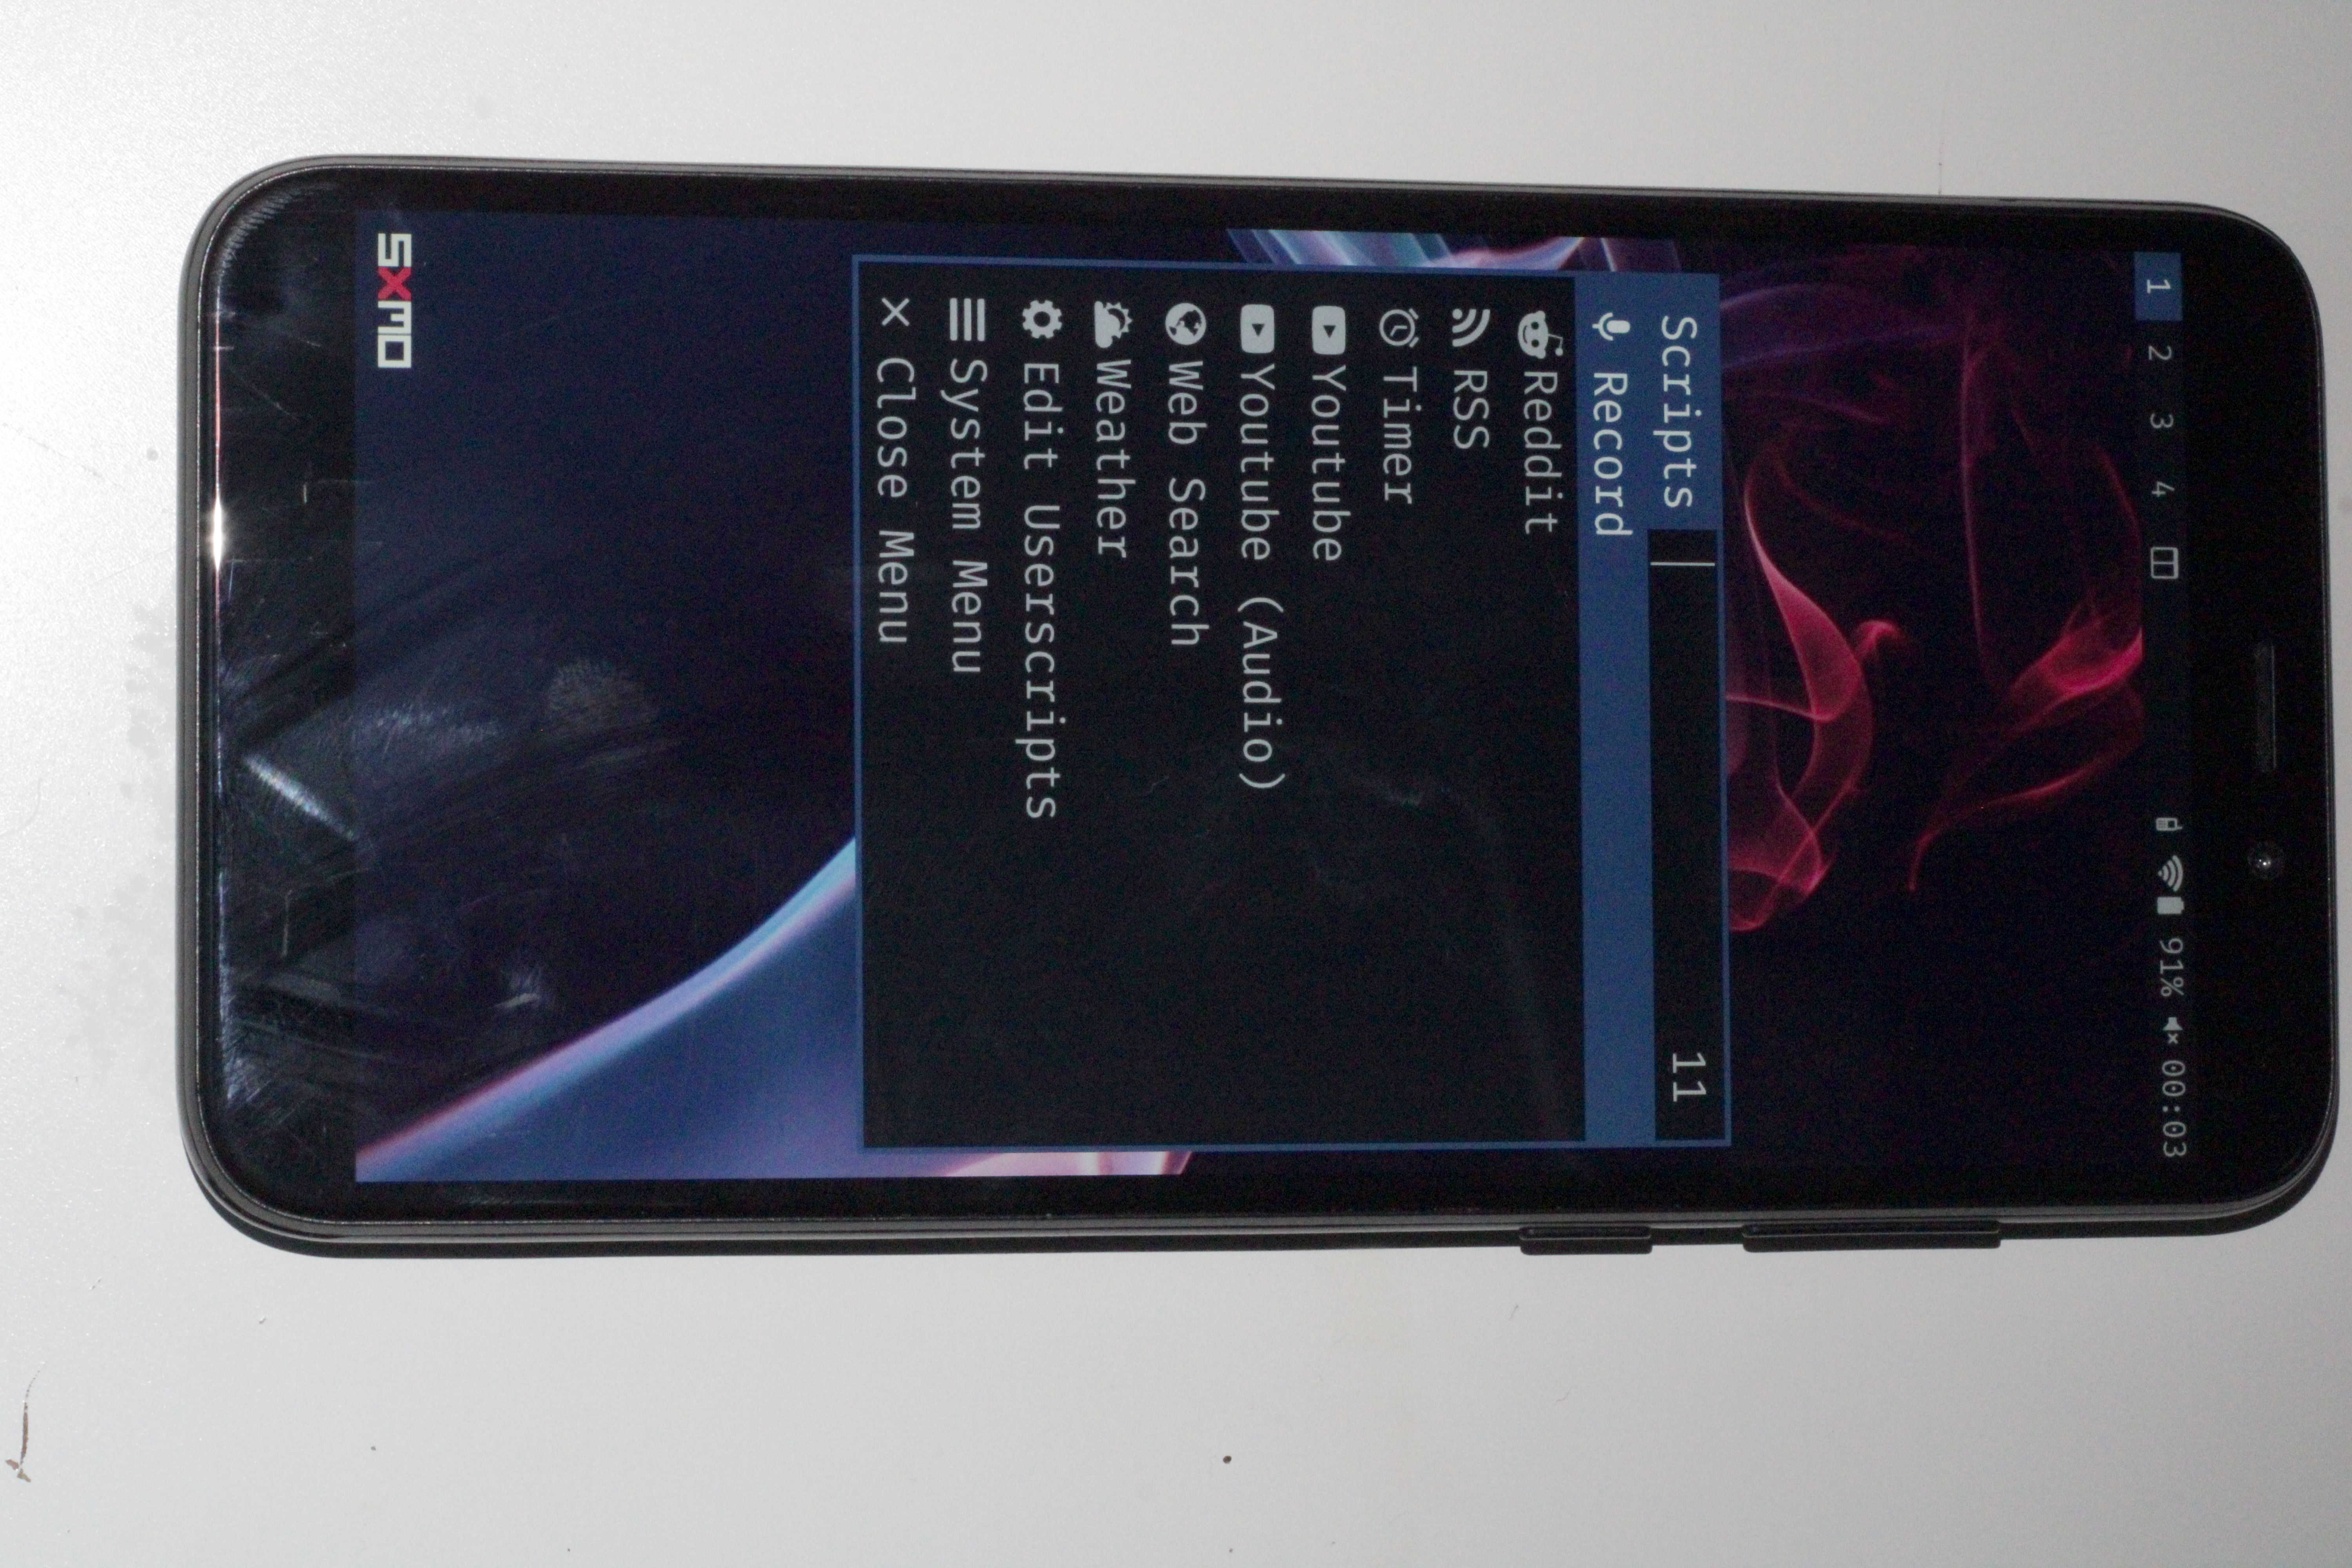 1 2 3 4 91% 00:03
Scripts 11
Record
Reddit
RSS
Timer
Youtube
Youtube (Audio)
Web Search
Weather
Edit Userscripts
System Menu
× Close Menu
SXMO